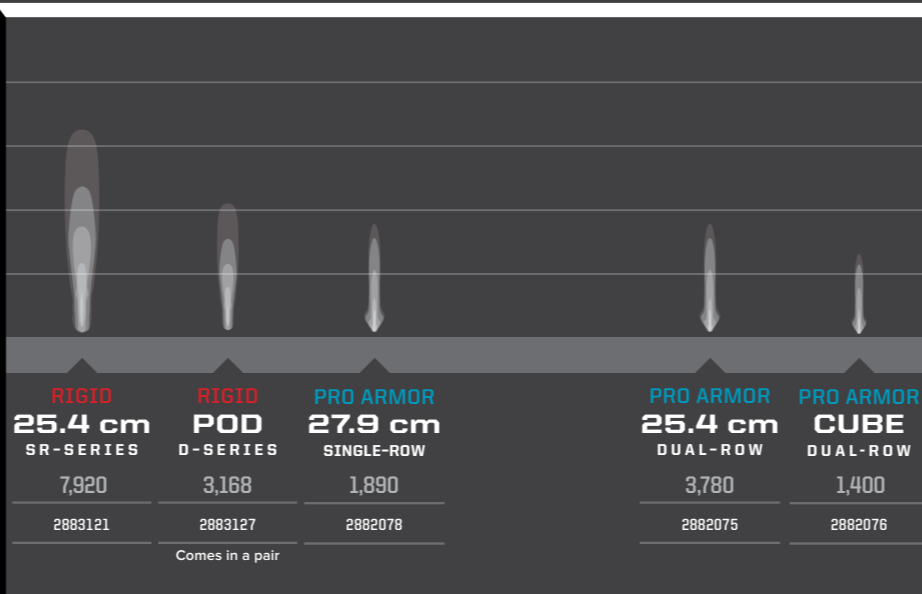 RIGID
25.4 cm
SR-SERIES
7,920
2883121
RIGID
POD
D-SERIES
3,168
2883127
Comes in a pair
PRO ARMOR
27.9 cm
SINGLE-ROW
1,890
2882078
PRO ARMOR
25.4 cm
DUAL-ROW
3,780
2882075
PRO ARMOR
CUBE
DUAL-ROW
1,400
2882076